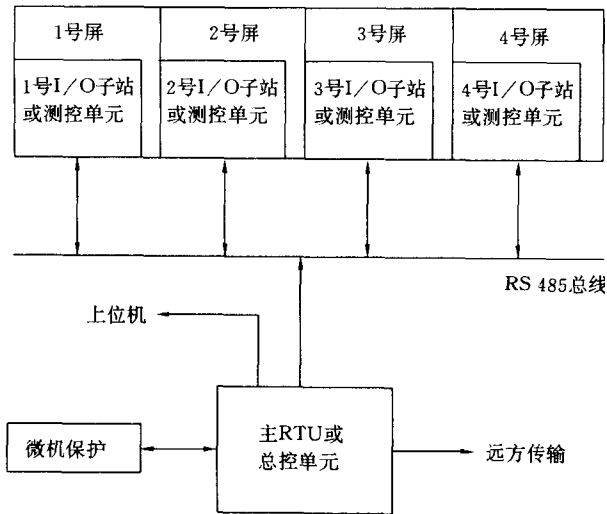 1号屏
2号屏
3号屏
4号屏
1号I/O子站
或测控单元
2号I/O子站
或测控单元
3号I/O子站
或测控单元
4号I/O子站
或测控单元
RS 485总线
上位机
微机保护
主RTU或
总控单元
远方传输